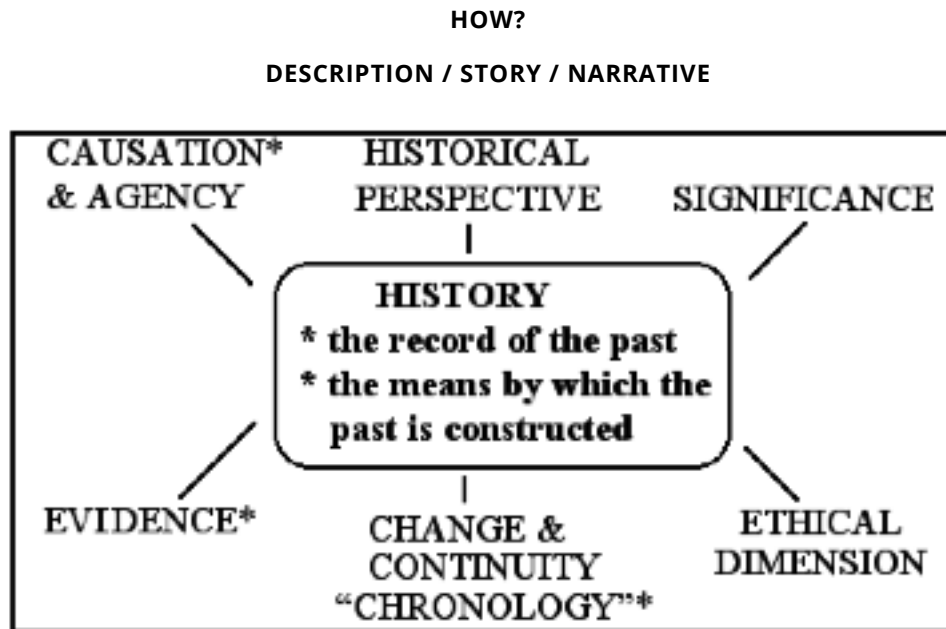 HOW?
DESCRIPTION / STORY / NARRATIVE
CAUSATION*
& AGENCY
HISTORICAL
PERSPECTIVE
SIGNIFICANCE
HISTORY
* the record of the past
* the means by which the
past is constructed
EVIDENCE*
CHANGE &
CONTINUITY
“CHRONOLOGY”*
ETHICAL
DIMENSION